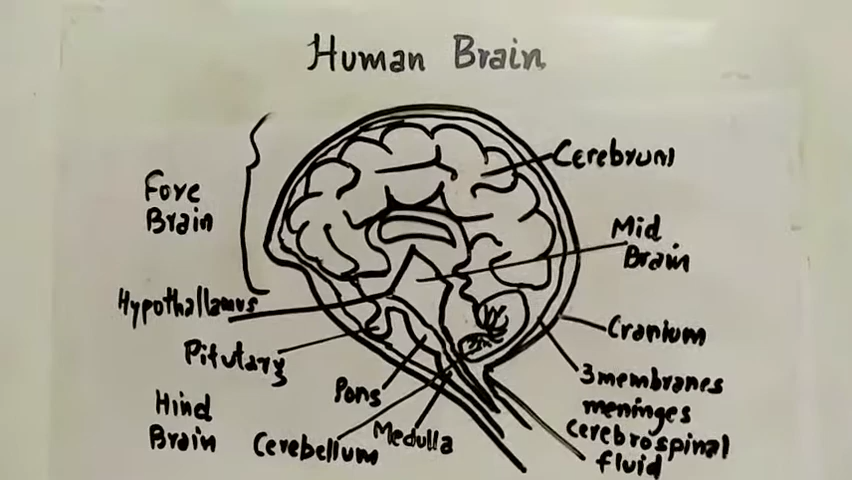 Human Brain
Cerebrum
Fore
Brain
Mid
Brain
Hypothallamus
Cranium
Pitutary
3 membranes
meninges
cerebrospinal
fluid
Pons
Hind
Brain
Cerebellum
Medulla